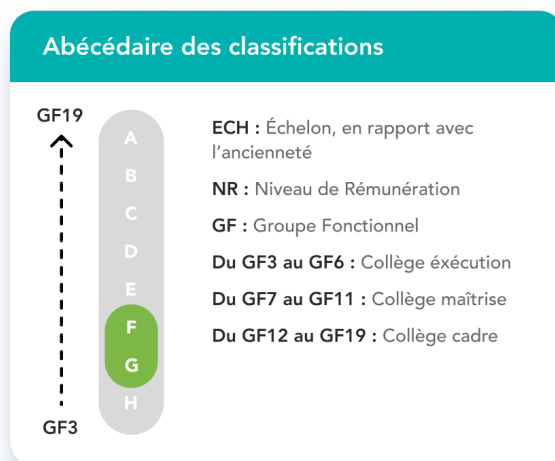 Abécédaire des classifications
GF19
A
B
C
D
E
F
G
H
GF3
ECH : Échelon, en rapport avec
l'ancienneté
NR : Niveau de Rémunération
GF : Groupe Fonctionnel
Du GF3 au GF6 : Collège éxécution
Du GF7 au GF11 : Collège maîtrise
Du GF12 au GF19 : Collège cadre